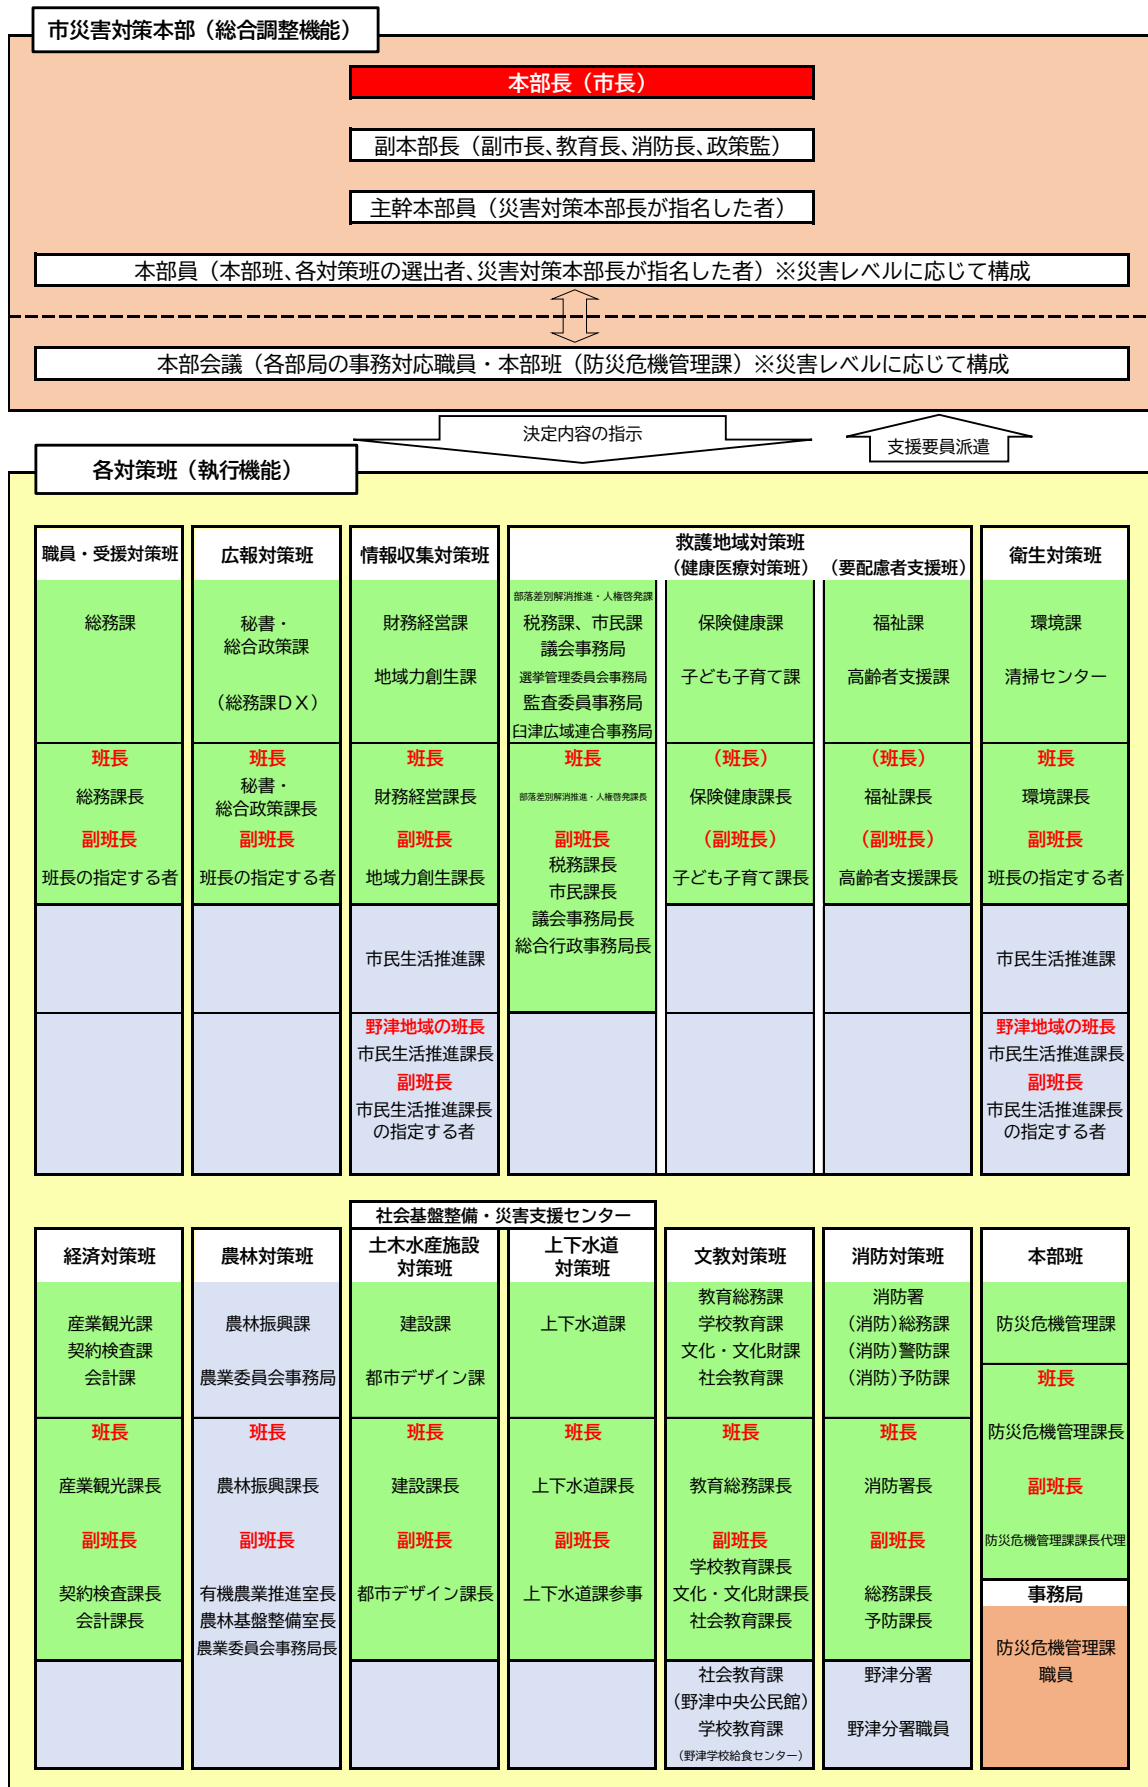 市災害対策本部（総合調整機能）
本部長（市長）
副本部長（副市長、教育長、消防長、政策監）
主幹本部員（災害対策本部長が指名した者）
本部員（本部班、各対策班の選出者、災害対策本部長が指名した者）※災害レベルに応じて構成
本部会議（各部局の事務対応職員・本部班（防災危機管理課）※災害レベルに応じて構成
決定内容の指示
支援要員派遣
各対策班（執行機能）
職員・受援対策班
総務課
班長
総務課長
副班長
班長の指定する者
広報対策班
秘書・
総合政策課
（総務課DX）
班長
秘書・
総合政策課長
副班長
班長の指定する者
情報収集対策班
財務経営課
地域力創生課
班長
財務経営課長
副班長
地域力創生課長
市民生活推進課
野津地域の班長
市民生活推進課長
副班長
市民生活推進課長
の指定する者
救護地域対策班
部落差別解消推進・人権啓発課
税務課、市民課
議会事務局
選挙管理委員会事務局
監査委員事務局
臼津広域連合事務局
班長
部落差別解消推進・人権啓発課長
副班長
税務課長
市民課長
議会事務局長
総合行政事務局長
（健康医療対策班）
保険健康課
子ども子育て課
（班長）
保険健康課長
（副班長）
子ども子育て課長
（要配慮者支援班）
福祉課
高齢者支援課
（班長）
福祉課長
（副班長）
高齢者支援課長
衛生対策班
環境課
清掃センター
班長
環境課長
副班長
班長の指定する者
市民生活推進課
野津地域の班長
市民生活推進課長
副班長
市民生活推進課長
の指定する者
経済対策班
産業観光課
契約検査課
会計課
班長
産業観光課長
副班長
契約検査課長
会計課長
農林対策班
農林振興課
農業委員会事務局
班長
農林振興課長
副班長
有機農業推進室長
農林基盤整備室長
農業委員会事務局長
社会基盤整備・災害支援センター
土木水産施設
対策班
建設課
都市デザイン課
班長
建設課長
副班長
都市デザイン課長
上下水道
対策班
上下水道課
班長
上下水道課長
副班長
上下水道課参事
文教対策班
教育総務課
学校教育課
文化・文化財課
社会教育課
班長
教育総務課長
副班長
学校教育課長
文化・文化財課長
社会教育課長
社会教育課
（野津中央公民館）
学校教育課
（野津学校給食センター）
消防対策班
消防署
（消防）総務課
（消防）警防課
（消防）予防課
班長
消防署長
副班長
総務課長
予防課長
野津分署
野津分署職員
本部班
防災危機管理課
班長
防災危機管理課長
副班長
防災危機管理課課長代理
事務局
防災危機管理課
職員